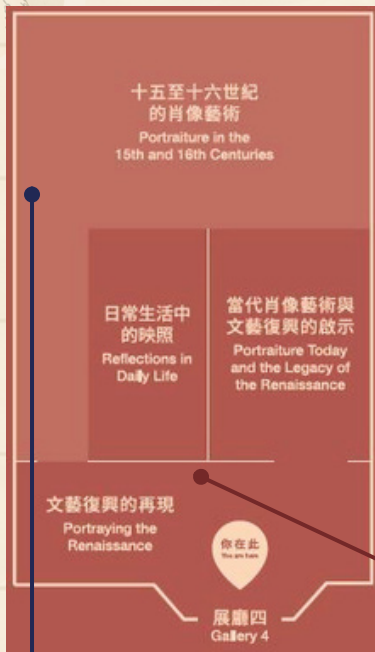 十五至十六世紀
的肖像藝術
Portraiture in the
15th and 16th Centuries
日常生活中
的映照
Reflections in
Daily Life
當代肖像藝術與
文藝復興的啟示
Portraiture Today
and the Legacy of
the Renaissance
文藝復興的再現
Portraying the
Renaissance
你在此
You are here
展廳四
Gallery 4